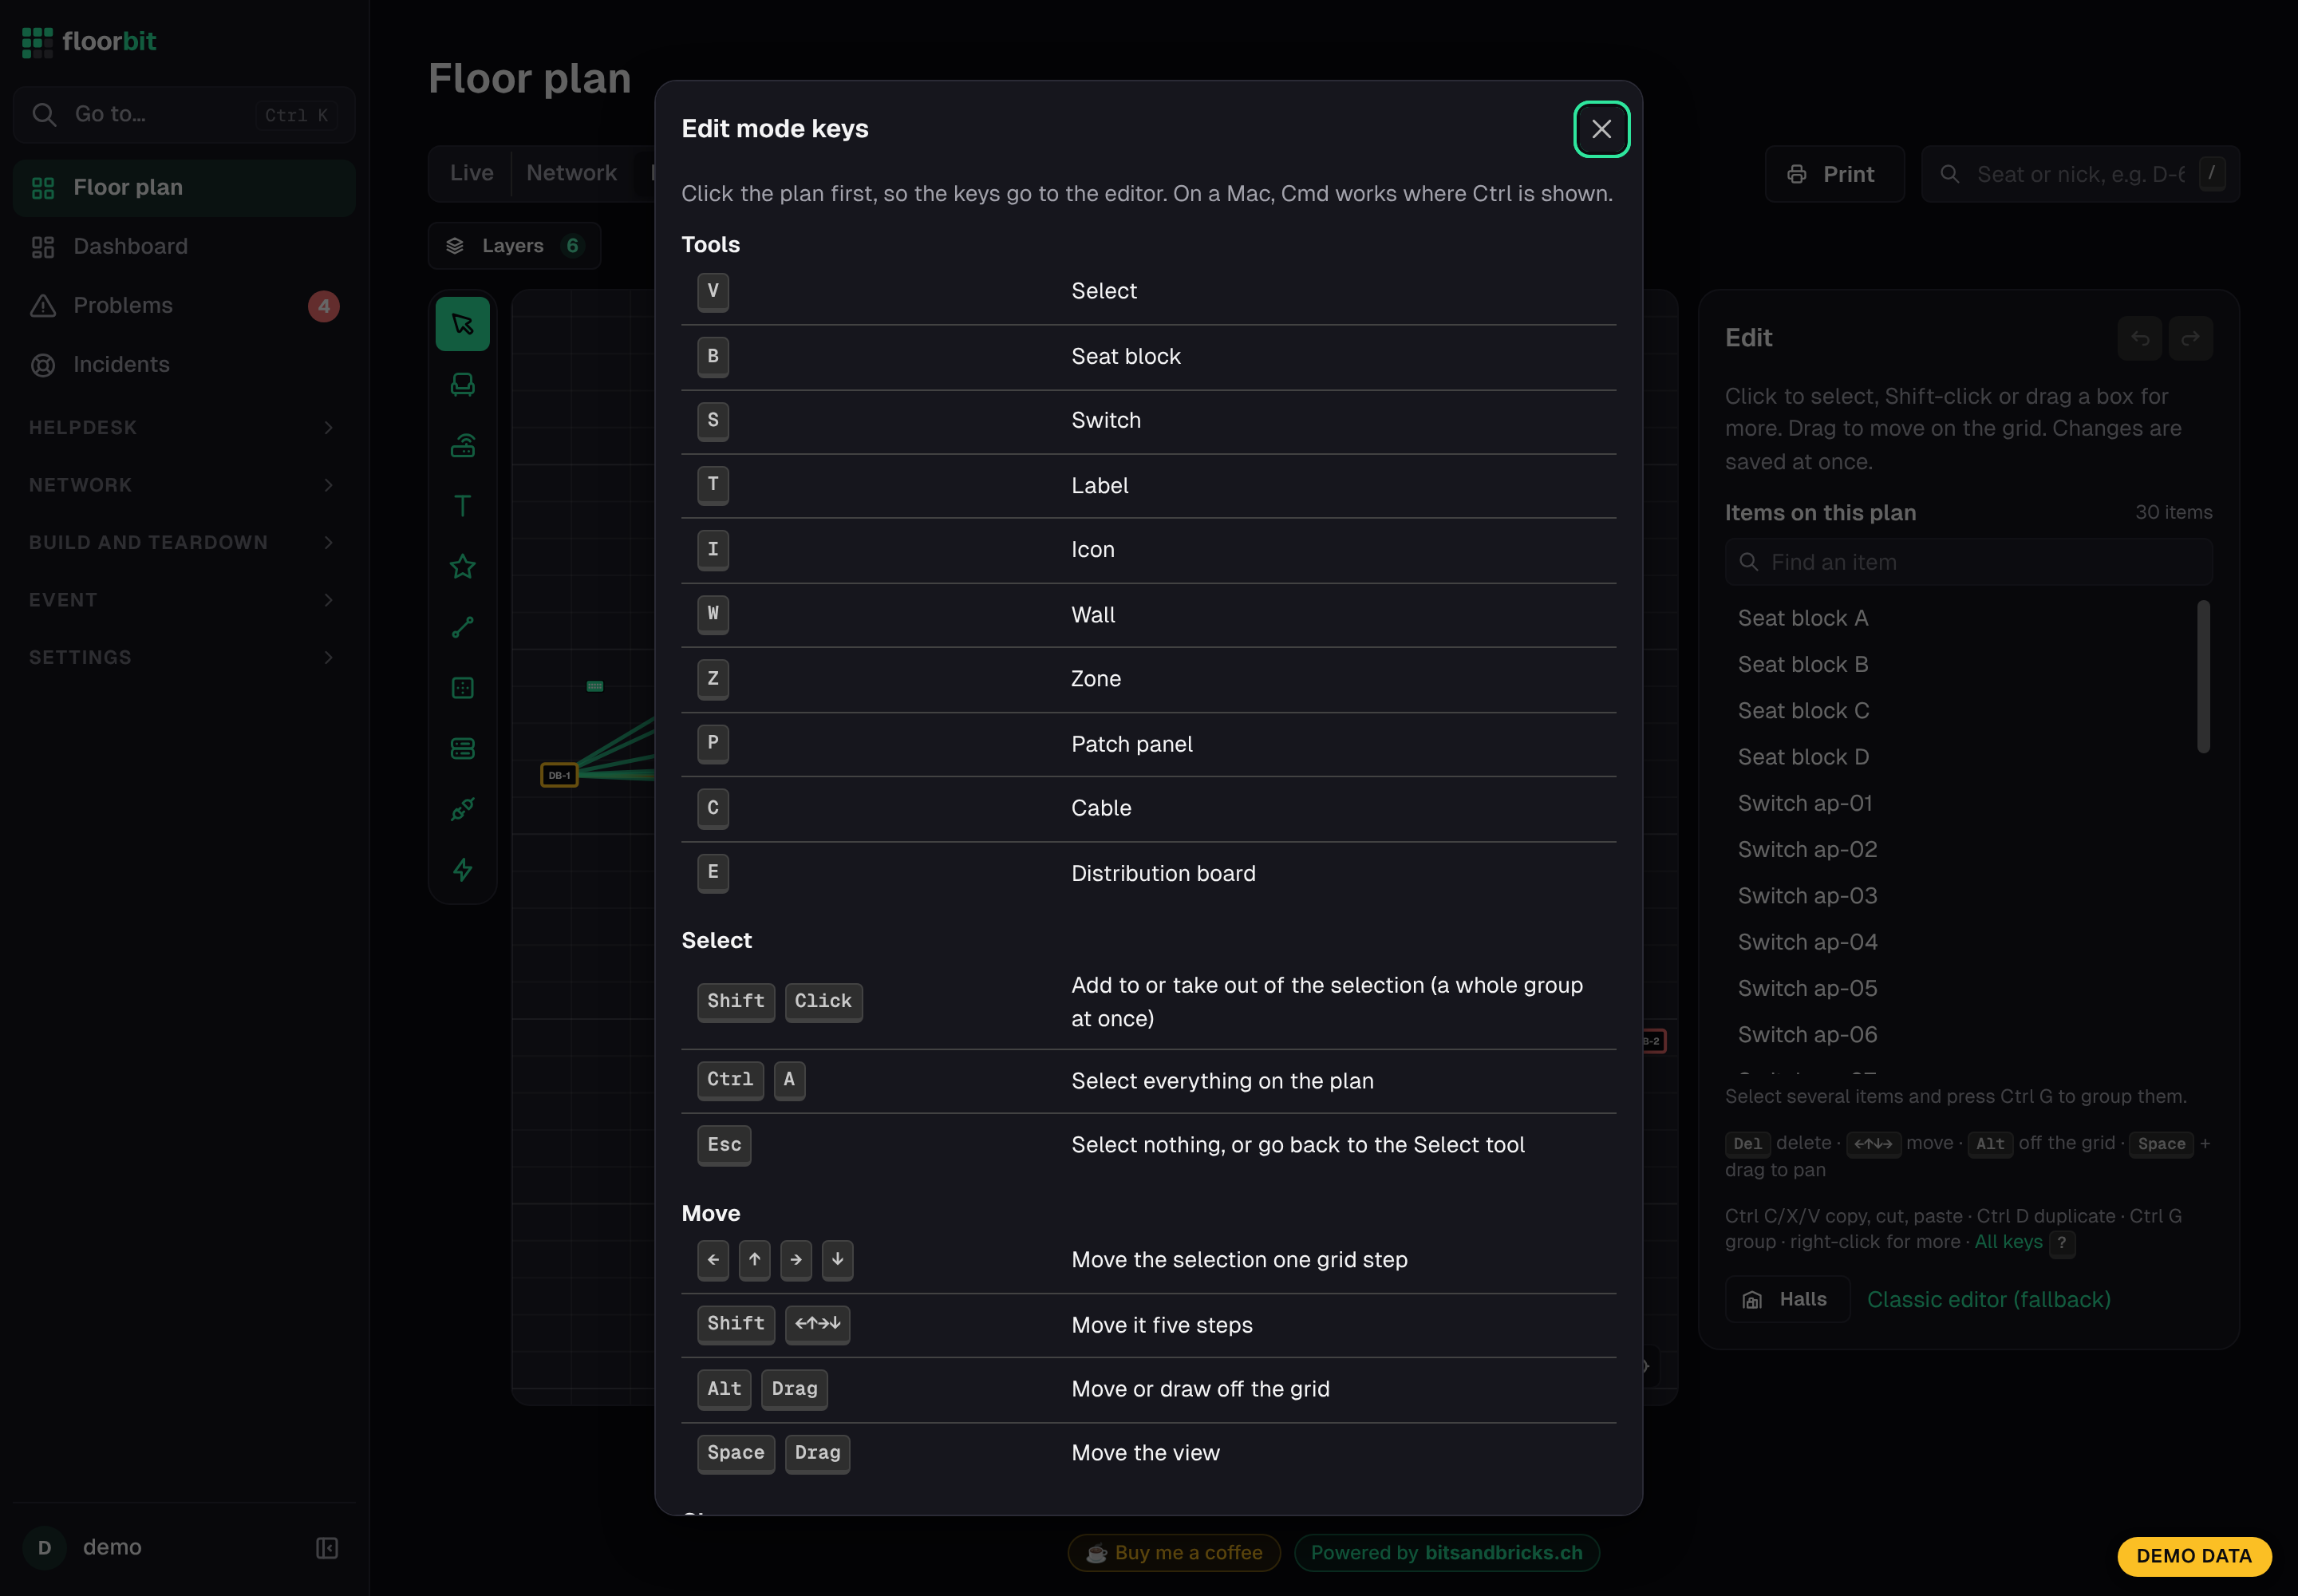 floorbit
Go to...
Ctrl K
Floor plan
Dashboard
Problems
4
Incidents
HELPDESK
NETWORK
BUILD AND TEARDOWN
EVENT
SETTINGS
D
demo
Floor plan
Live
Network
Print
Seat or nick, e.g. D-6
/
Layers
6
DB-1
Edit mode keys
Click the plan first, so the keys go to the editor. On a Mac, Cmd works where Ctrl is shown.
Tools
V Select
B Seat block
S Switch
T Label
I Icon
W Wall
Z Zone
P Patch panel
C Cable
E Distribution board
Select
Shift Click Add to or take out of the selection (a whole group
at once)
Ctrl A Select everything on the plan
Esc Select nothing, or go back to the Select tool
Move
← ↑ → ↓ Move the selection one grid step
Shift ←↑→↓ Move it five steps
Alt Drag Move or draw off the grid
Space Drag Move the view
B-2
Edit
Click to select, Shift-click or drag a box for
more. Drag to move on the grid. Changes are
saved at once.
Items on this plan
30 items
Find an item
Seat block A
Seat block B
Seat block C
Seat block D
Switch ap-01
Switch ap-02
Switch ap-03
Switch ap-04
Switch ap-05
Switch ap-06
Select several items and press Ctrl G to group them.
Del delete · ←↑↓→ move · Alt off the grid · Space +
drag to pan
Ctrl C/X/V copy, cut, paste · Ctrl D duplicate · Ctrl G
group · right-click for more · All keys ?
Halls
Classic editor (fallback)
Buy me a coffee
Powered by bitsandbricks.ch
DEMO DATA